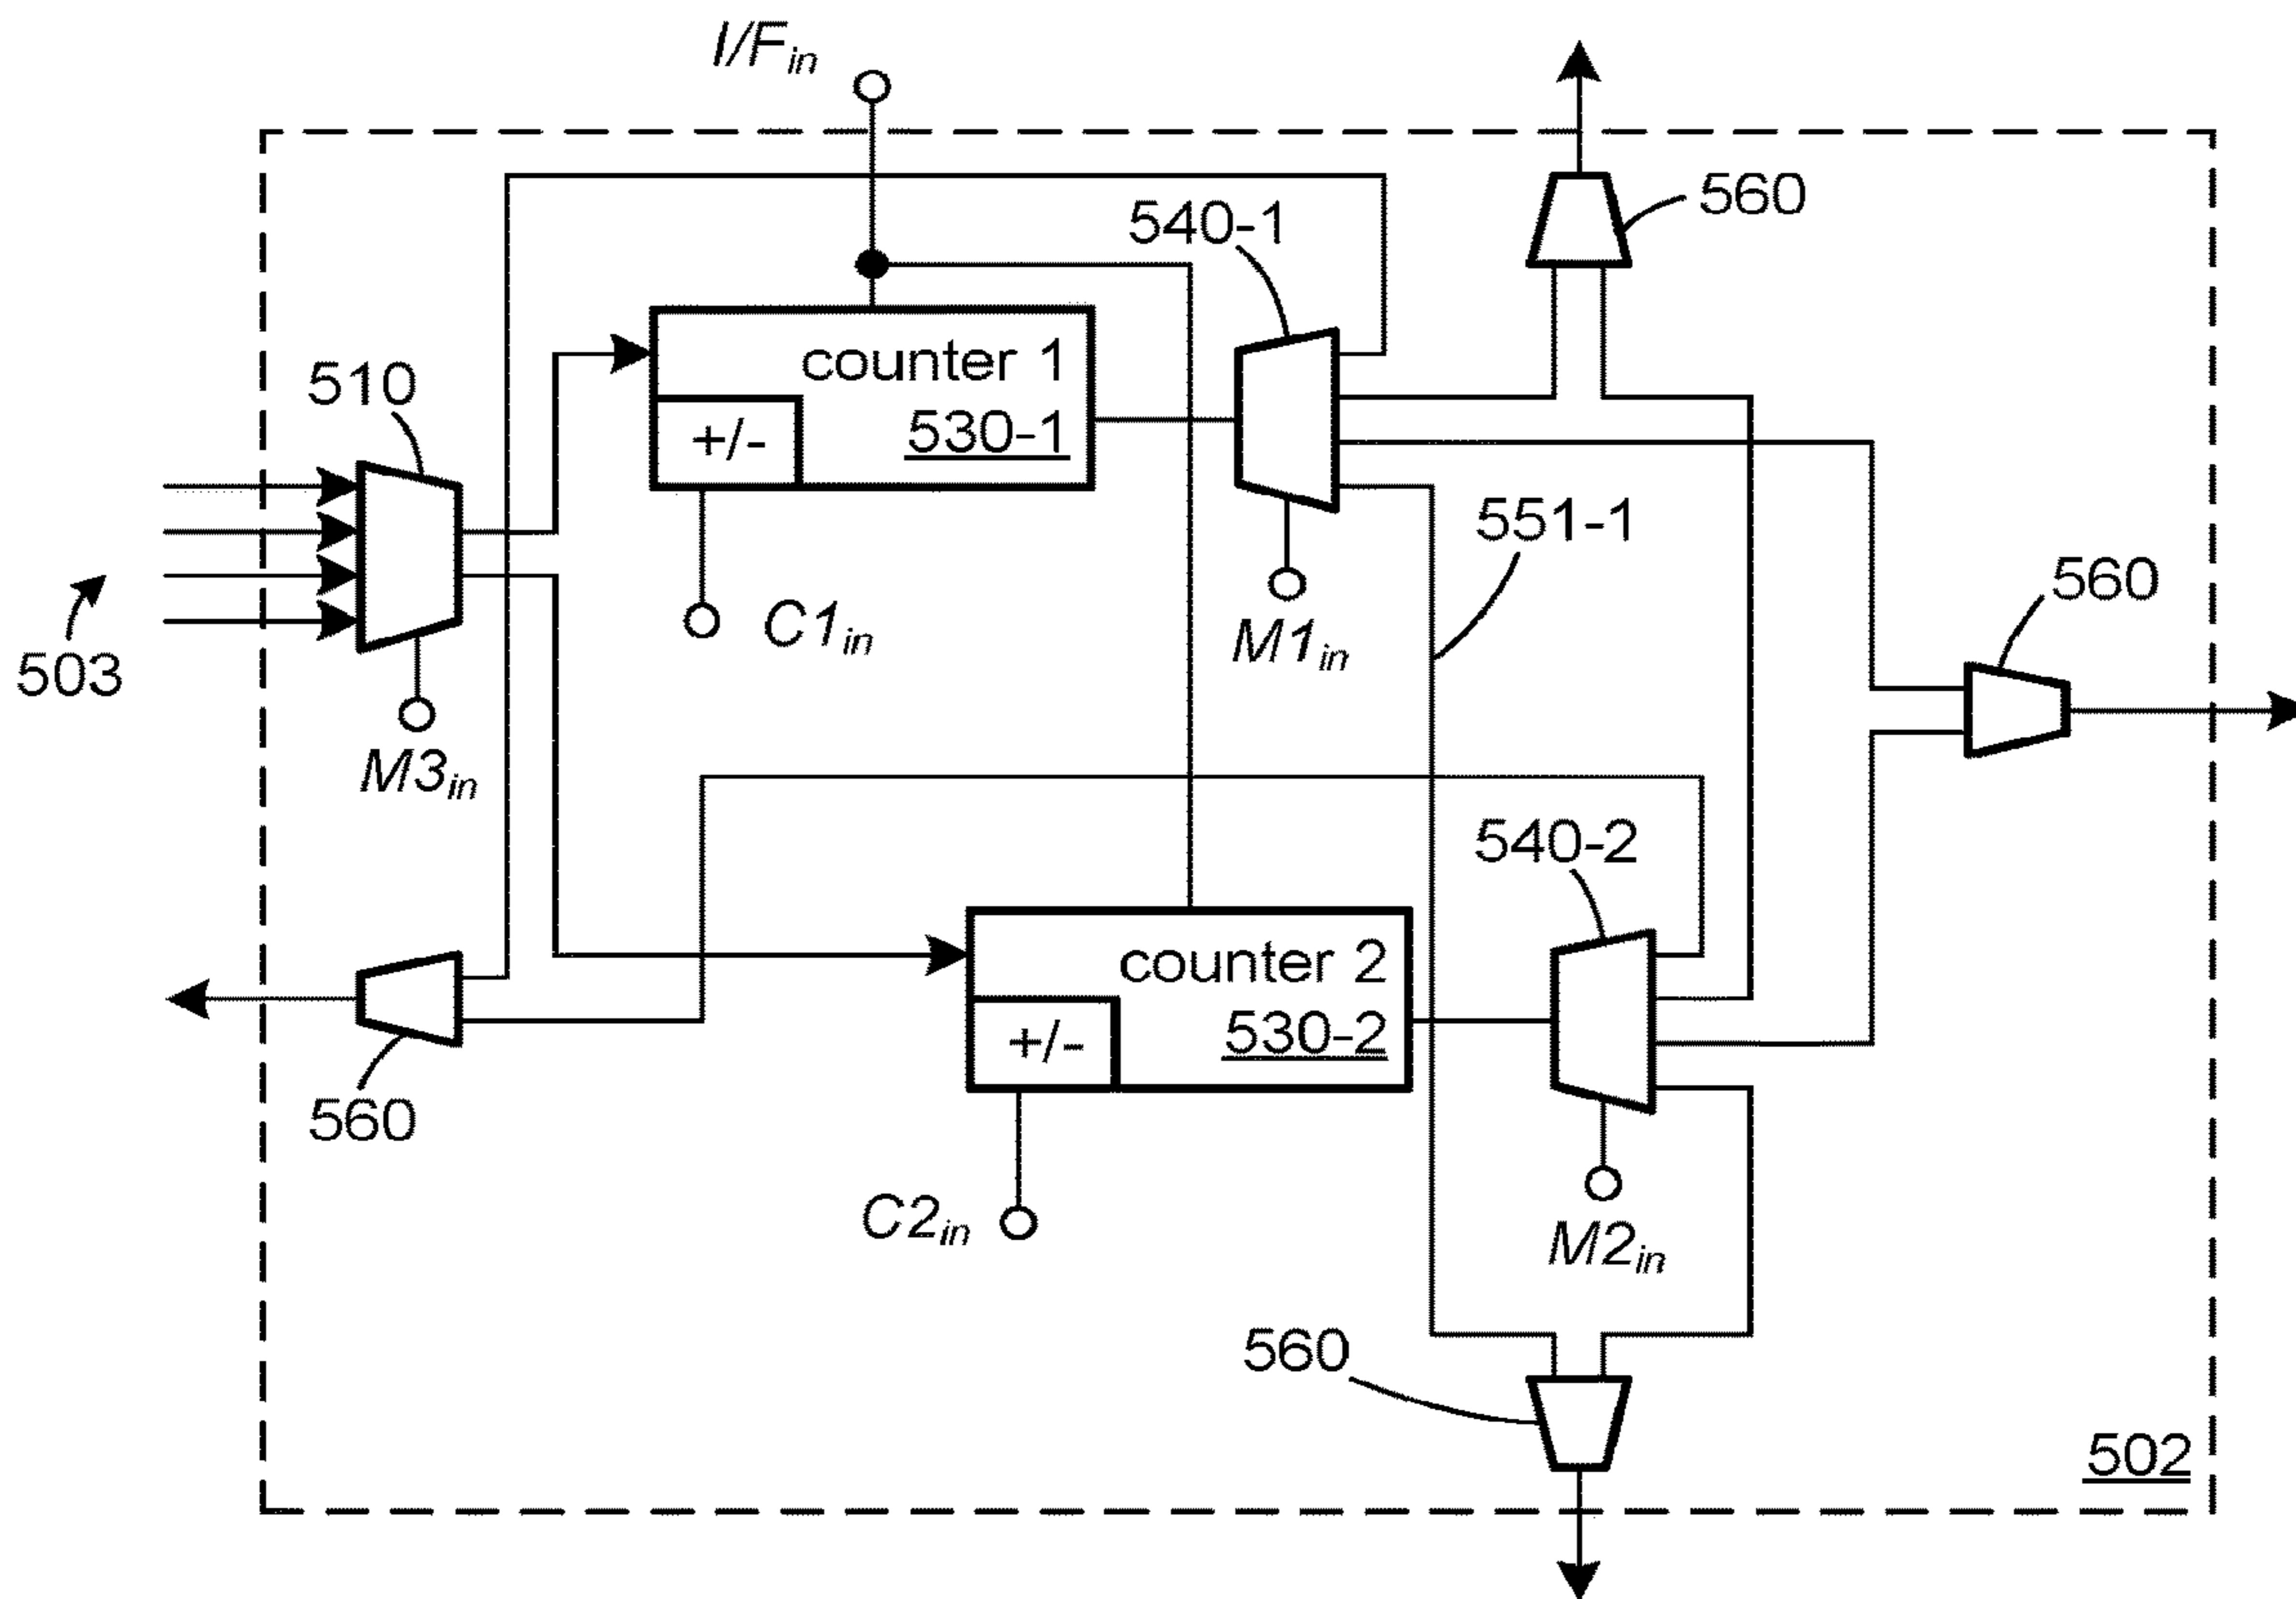 I/Fin
540-1
560
510
counter 1
530-1
+/-
551-1
560
503
C1in
M1in
M3in
540-2
counter 2
530-2
+/-
560
C2in
M2in
560
502